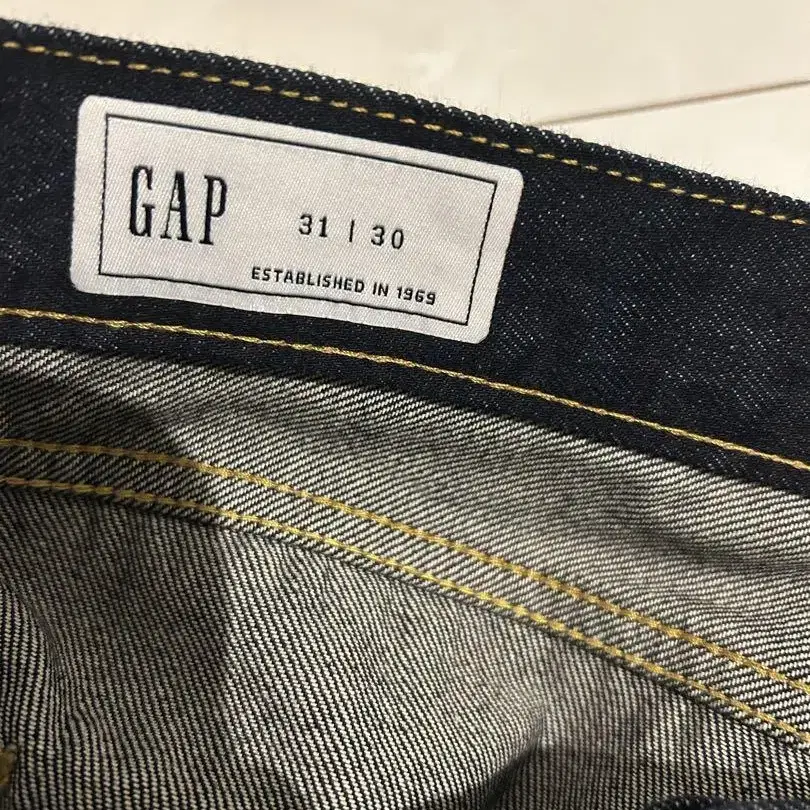 GAP 31 | 30
ESTABLISHED IN 1969